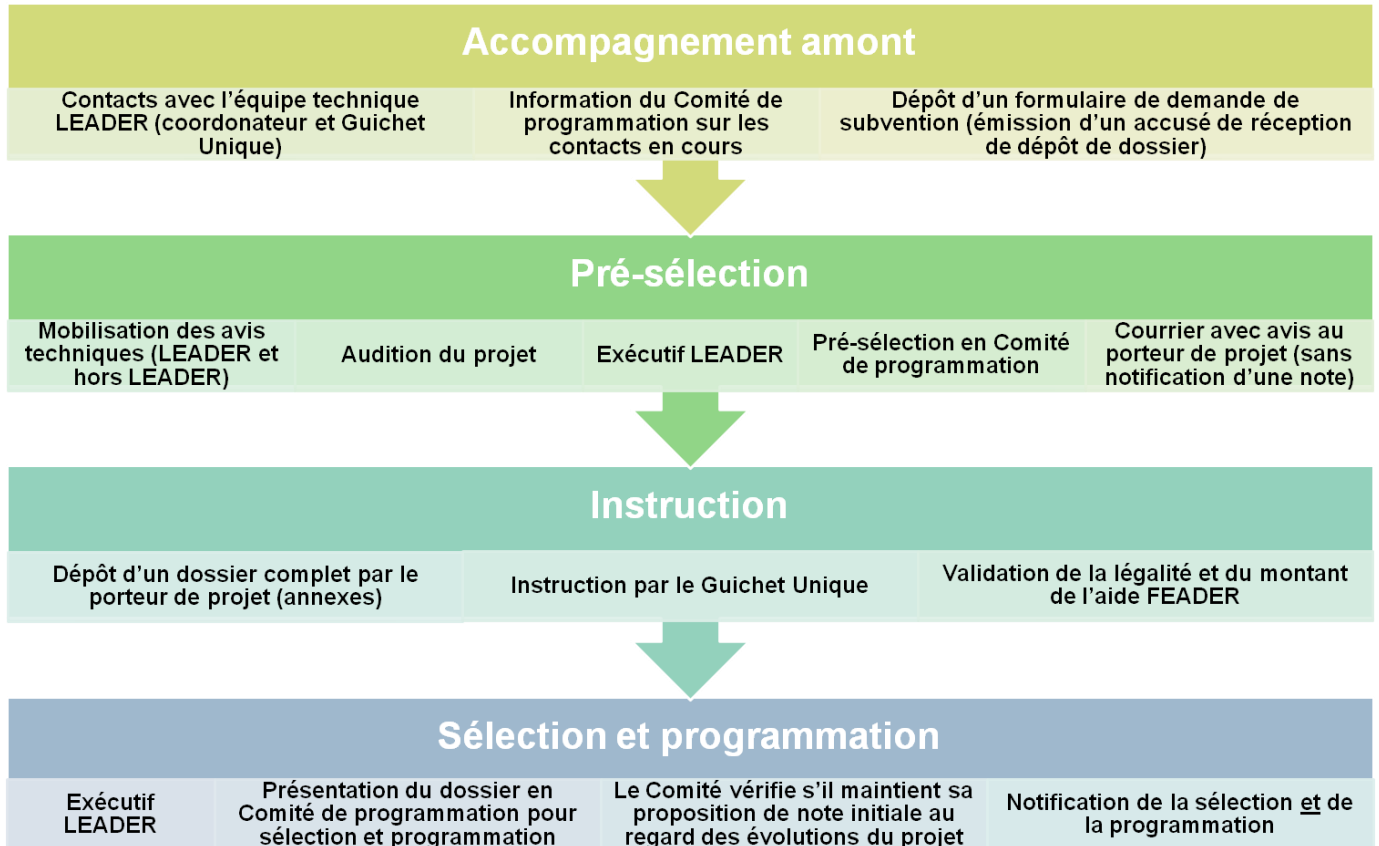 Accompagnement amont
Contacts avec l'équipe technique
LEADER (coordonateur et Guichet
Unique)
Information du Comité de
programmation sur les
contacts en cours
Dépôt d'un formulaire de demande de
subvention (émission d'un accusé de réception
de dépôt de dossier)
Pré-sélection
Mobilisation des avis
techniques (LEADER et
hors LEADER)
Audition du projet
Exécutif LEADER
Pré-sélection en Comité
de programmation
Courrier avec avis au
porteur de projet (sans
notification d'une note)
Instruction
Dépôt d'un dossier complet par le
porteur de projet (annexes)
Instruction par le Guichet Unique
Validation de la légalité et du montant
de l'aide FEADER
Sélection et programmation
Exécutif
LEADER
Présentation du dossier en
Comité de programmation pour
sélection et programmation
Le Comité vérifie s'il maintient sa
proposition de note initiale au
regard des évolutions du projet
Notification de la sélection et de
la programmation